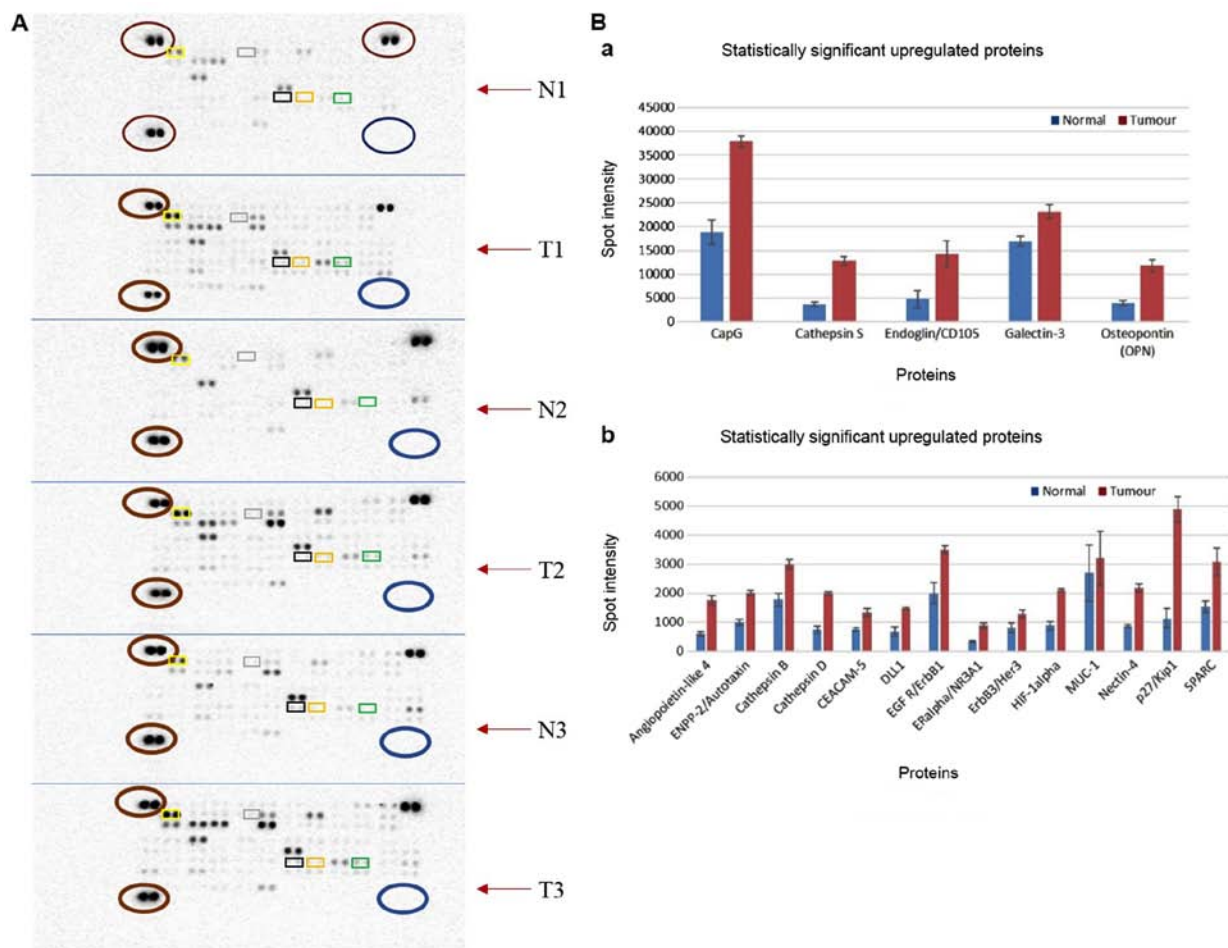 A
N1
T1
N2
T2
N3
T3
B
a
Statistically significant upregulated proteins
Normal Tumour
45000
40000
35000
30000
25000
20000
15000
10000
5000
0
Spot intensity
CapG Cathepsin S Endoglin/CD105 Galectin-3 Osteopontin
(OPN)
Proteins
b
Statistically significant upregulated proteins
Normal Tumour
6000
5000
4000
3000
2000
1000
0
Spot intensity
Angiopoietin-like 4
ENPP-2/Autotaxin
Cathepsin B
Cathepsin D
CEACAM-5
DLL1
EGF R/ErbB1
ERalpha/NR3A1
ErbB3/Her3
HIF-1alpha
MUC-1
Nectin-4
p27/Kip1
SPARC
Proteins